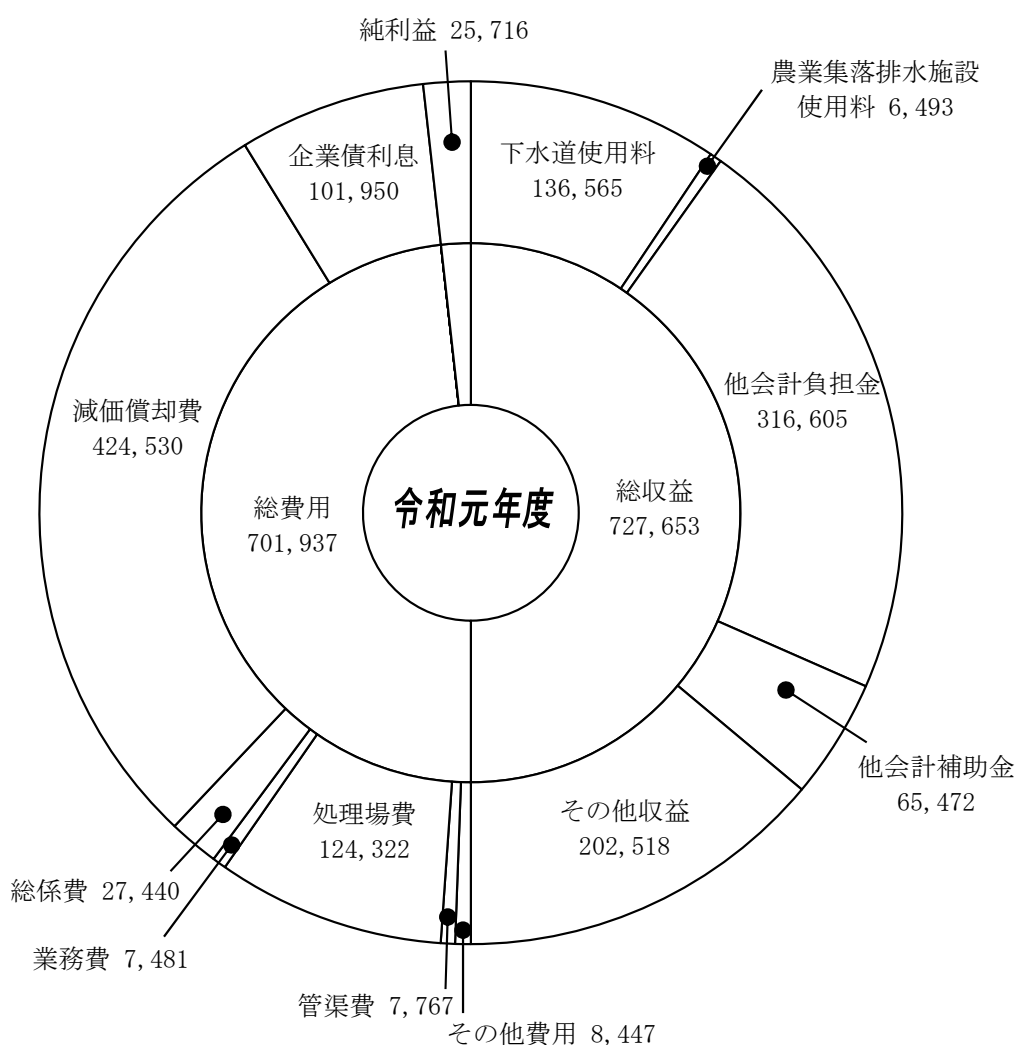 純利益 25,716
農業集落排水施設
使用料 6,493
企業債利息
101,950
下水道使用料
136,565
他会計負担金
316,605
減価償却費
424,530
総費用
701,937
令和元年度
総収益
727,653
他会計補助金
65,472
その他収益
202,518
処理場費
124,322
総係費 27,440
業務費 7,481
管渠費 7,767
その他費用 8,447